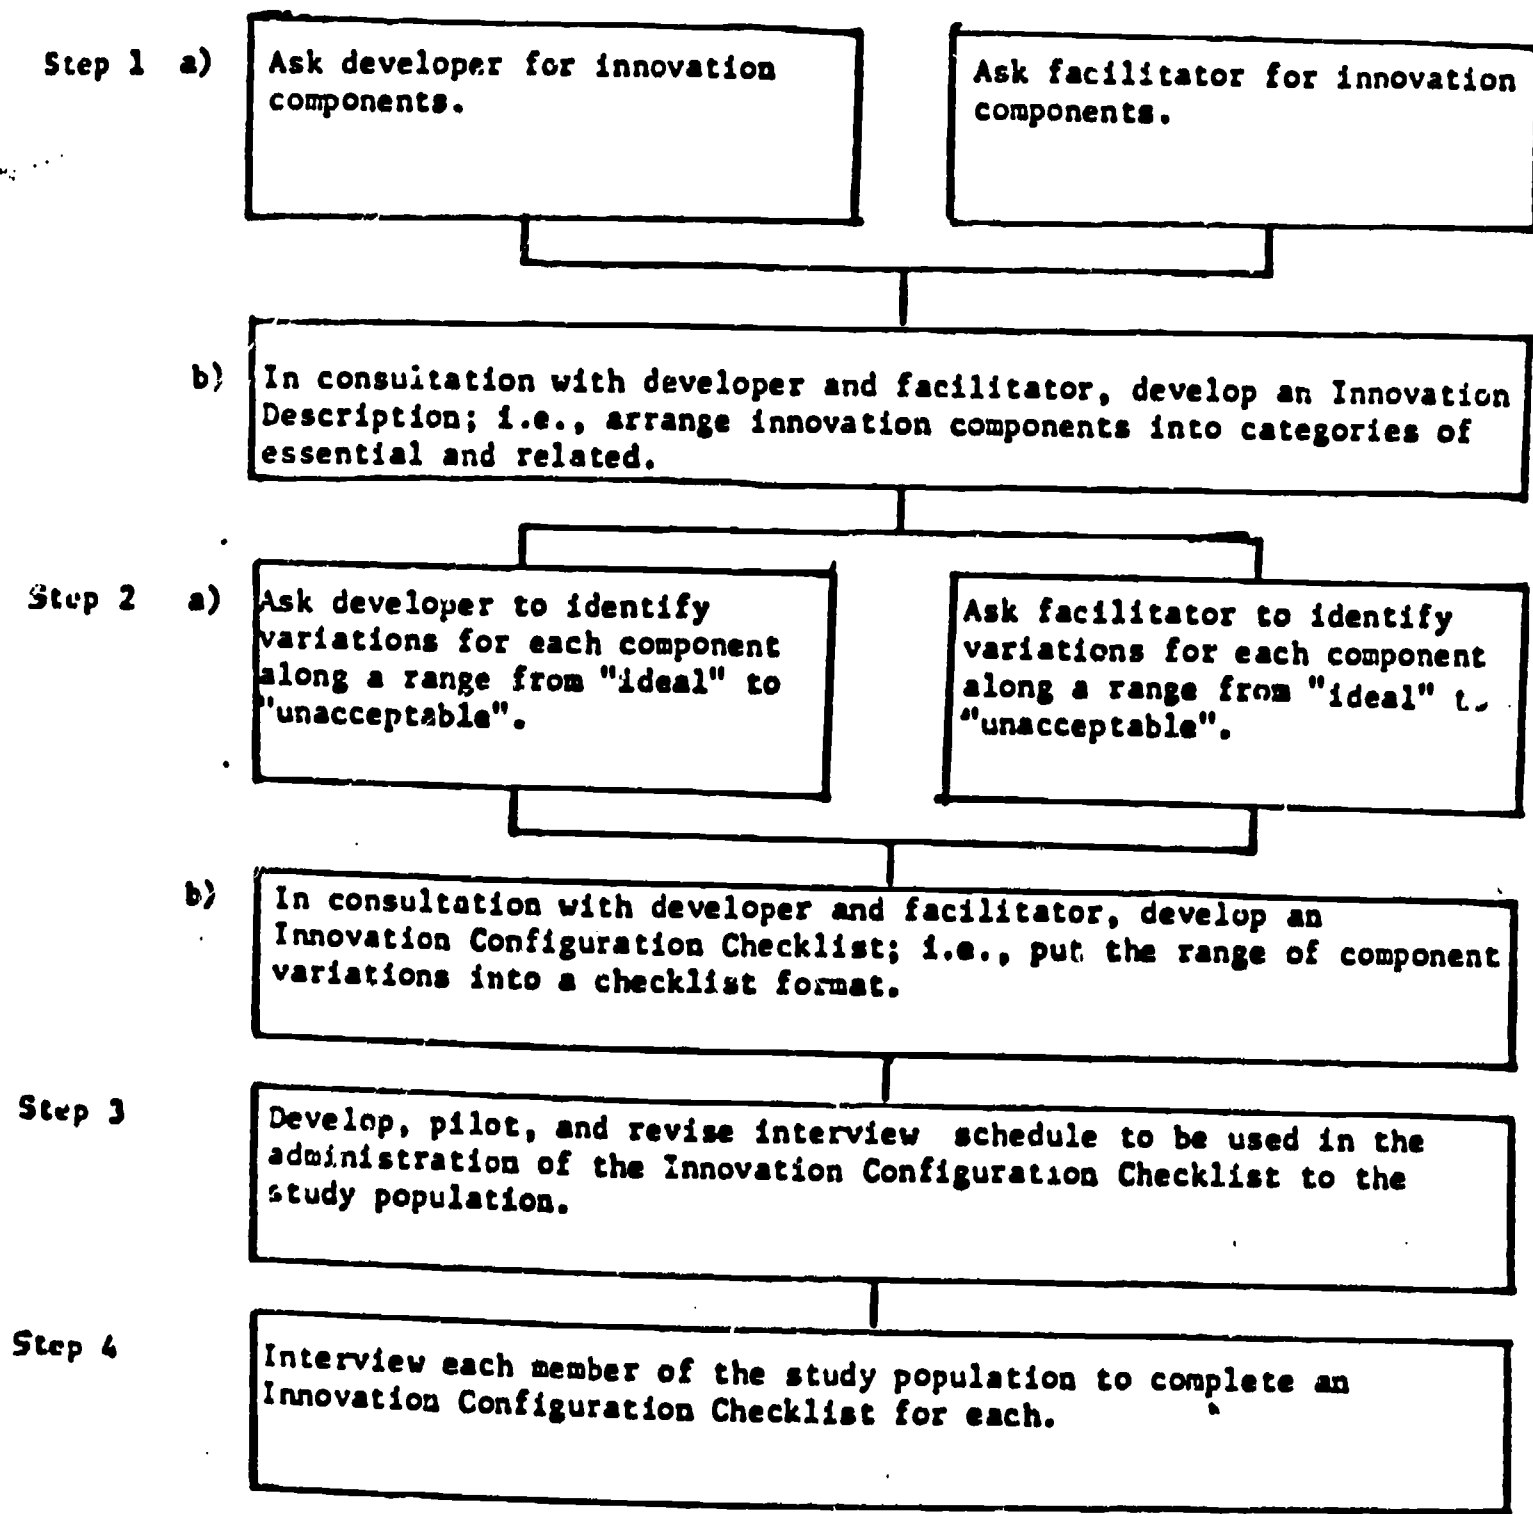 Step 1 a)
Ask developer for innovation
components.
Ask facilitator for innovation
components.
b)
In consultation with developer and facilitator, develop an Innovation
Description; i.e., arrange innovation components into categories of
essential and related.
Step 2 a)
Ask developer to identify
variations for each component
along a range from "ideal" to
"unacceptable".
Ask facilitator to identify
variations for each component
along a range from "ideal"
"unacceptable".
b)
In consultation with developer and facilitator, develop an
Innovation Configuration Checklist; i.e., put the range of component
variations into a checklist format.
Step 3
Develop, pilot, and revise interview schedule to be used in the
administration of the Innovation Configuration Checklist to the
study population.
Step 4
Interview each member of the study population to complete an
Innovation Configuration Checklist for each.